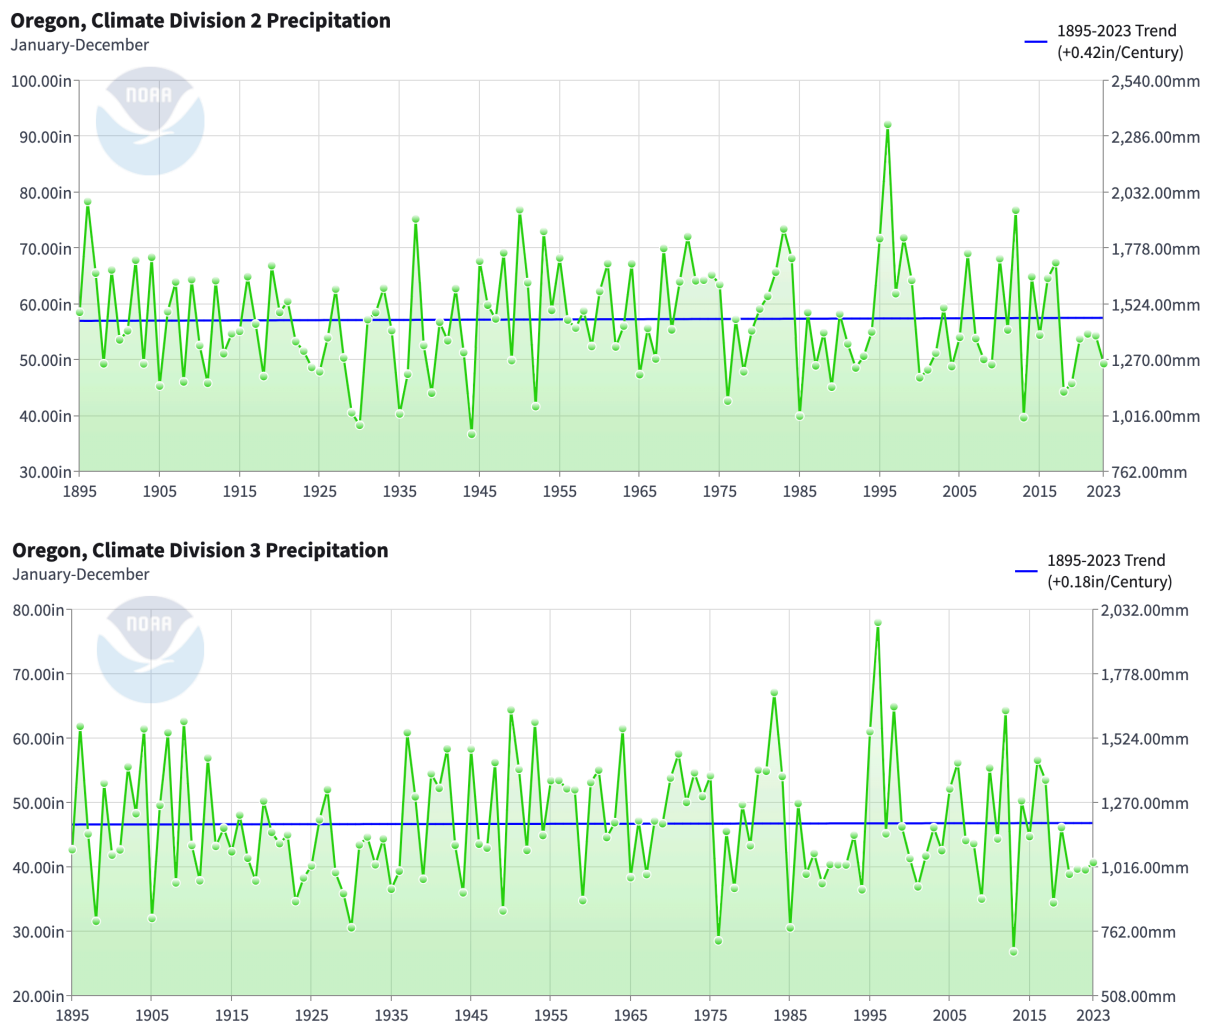 Oregon, Climate Division 2 Precipitation
January-December
1895-2023 Trend
(+0.42in/Century)
NOAA
100.00in
90.00in
80.00in
70.00in
60.00in
50.00in
40.00in
30.00in
2,540.00mm
2,286.00mm
2,032.00mm
1,778.00mm
1,524.00mm
1,270.00mm
1,016.00mm
762.00mm
1895 1905 1915 1925 1935 1945 1955 1965 1975 1985 1995 2005 2015 2023
Oregon, Climate Division 3 Precipitation
January-December
1895-2023 Trend
(+0.18in/Century)
NOAA
80.00in
70.00in
60.00in
50.00in
40.00in
30.00in
20.00in
2,032.00mm
1,778.00mm
1,524.00mm
1,270.00mm
1,016.00mm
762.00mm
508.00mm
1895 1905 1915 1925 1935 1945 1955 1965 1975 1985 1995 2005 2015 2023